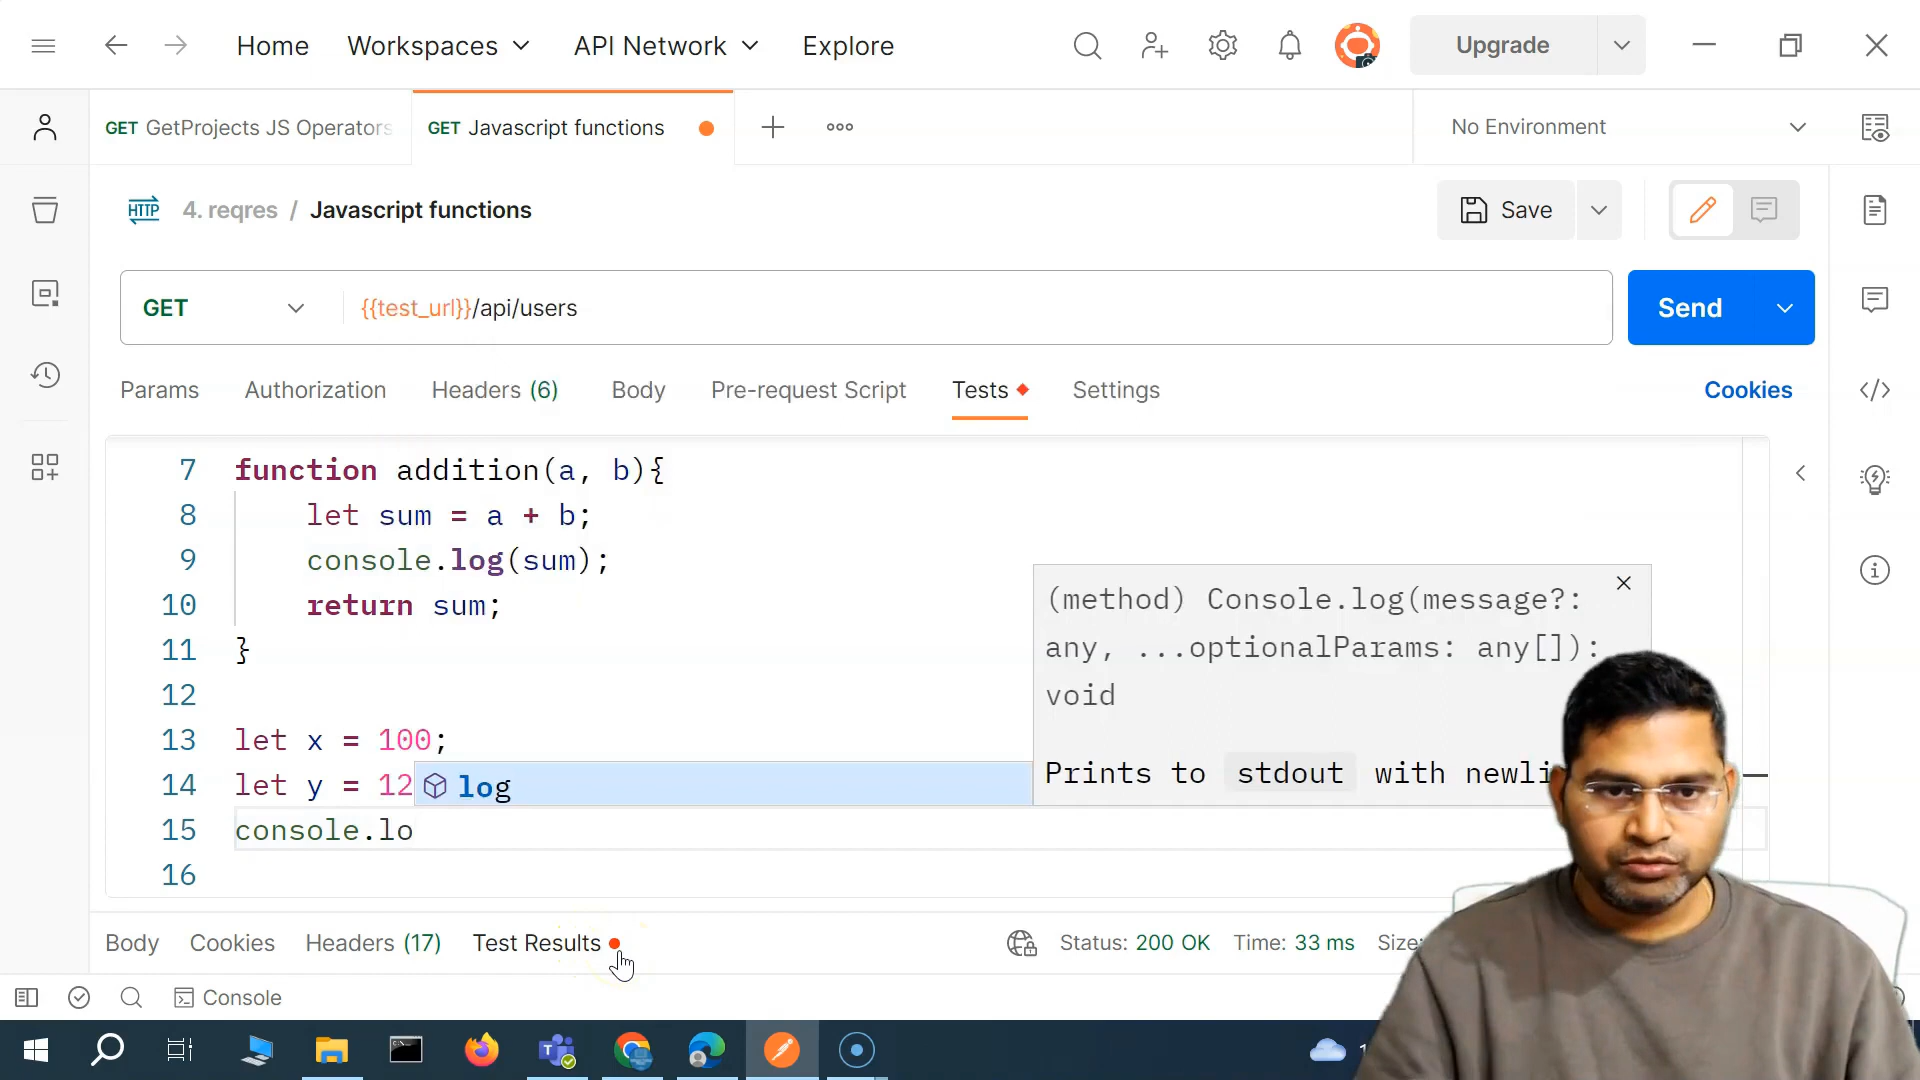 Home Workspaces API Network Explore Upgrade
GET GetProjects JS Operators GET Javascript functions No Environment
HTTP 4. reqres / Javascript functions Save
GET {{test_url}}/api/users Send
Params Authorization Headers (6) Body Pre-request Script Tests Settings Cookies
7 function addition(a, b){
8 let sum = a + b;
9 console.log(sum);
10 return sum;
11 }
12
13 let x = 100;
14 let y = 12
15 console.lo
16
log
(method) Console.log(message?:
any, ...optionalParams: any[]):
void
Prints to stdout with
Body Cookies Headers (17) Test Results Status: 200 OK Time: 33 ms Size:
Console